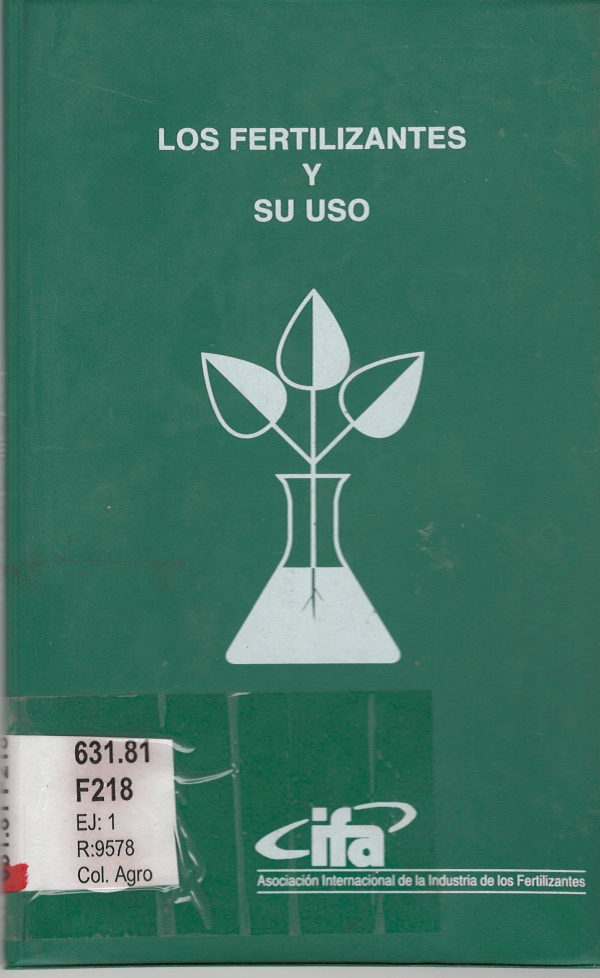 LOS FERTILIZANTES
Y
SU USO
631.81
F218
EJ: 1
R:9578
Col. Agro
ifa
Asociación Internacional de la Industria de los Fertilizantes